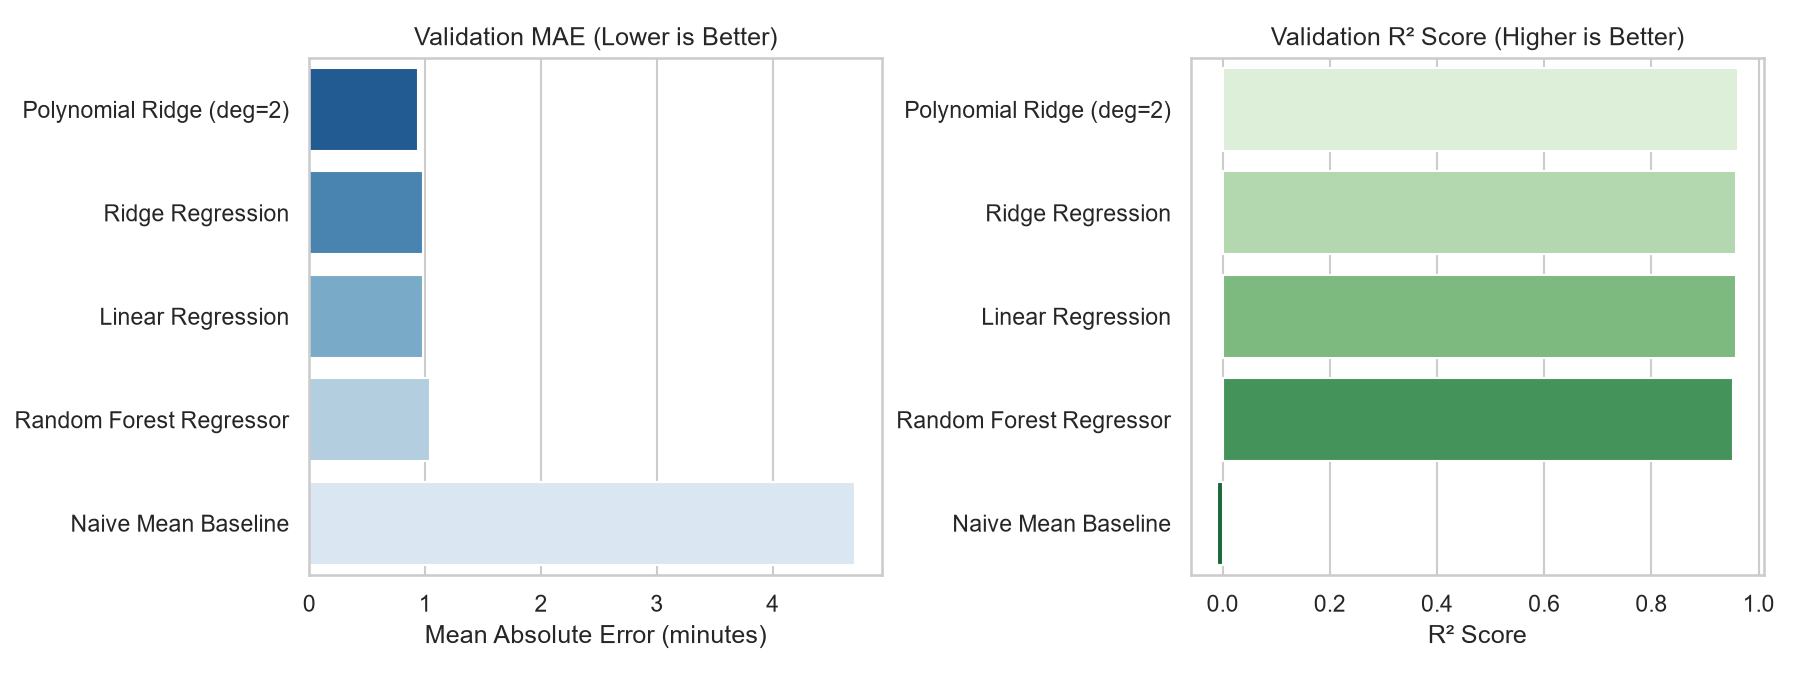 Validation MAE (Lower is Better)
Polynomial Ridge (deg=2)
Ridge Regression
Linear Regression
Random Forest Regressor
Naive Mean Baseline
0 1 2 3 4
Mean Absolute Error (minutes)
Validation R² Score (Higher is Better)
Polynomial Ridge (deg=2)
Ridge Regression
Linear Regression
Random Forest Regressor
Naive Mean Baseline
0.0 0.2 0.4 0.6 0.8 1.0
R² Score